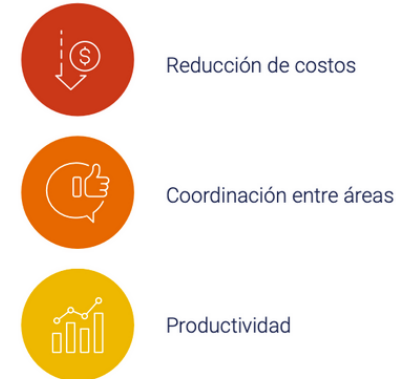 $
Reducción de costos
Coordinación entre áreas
Productividad